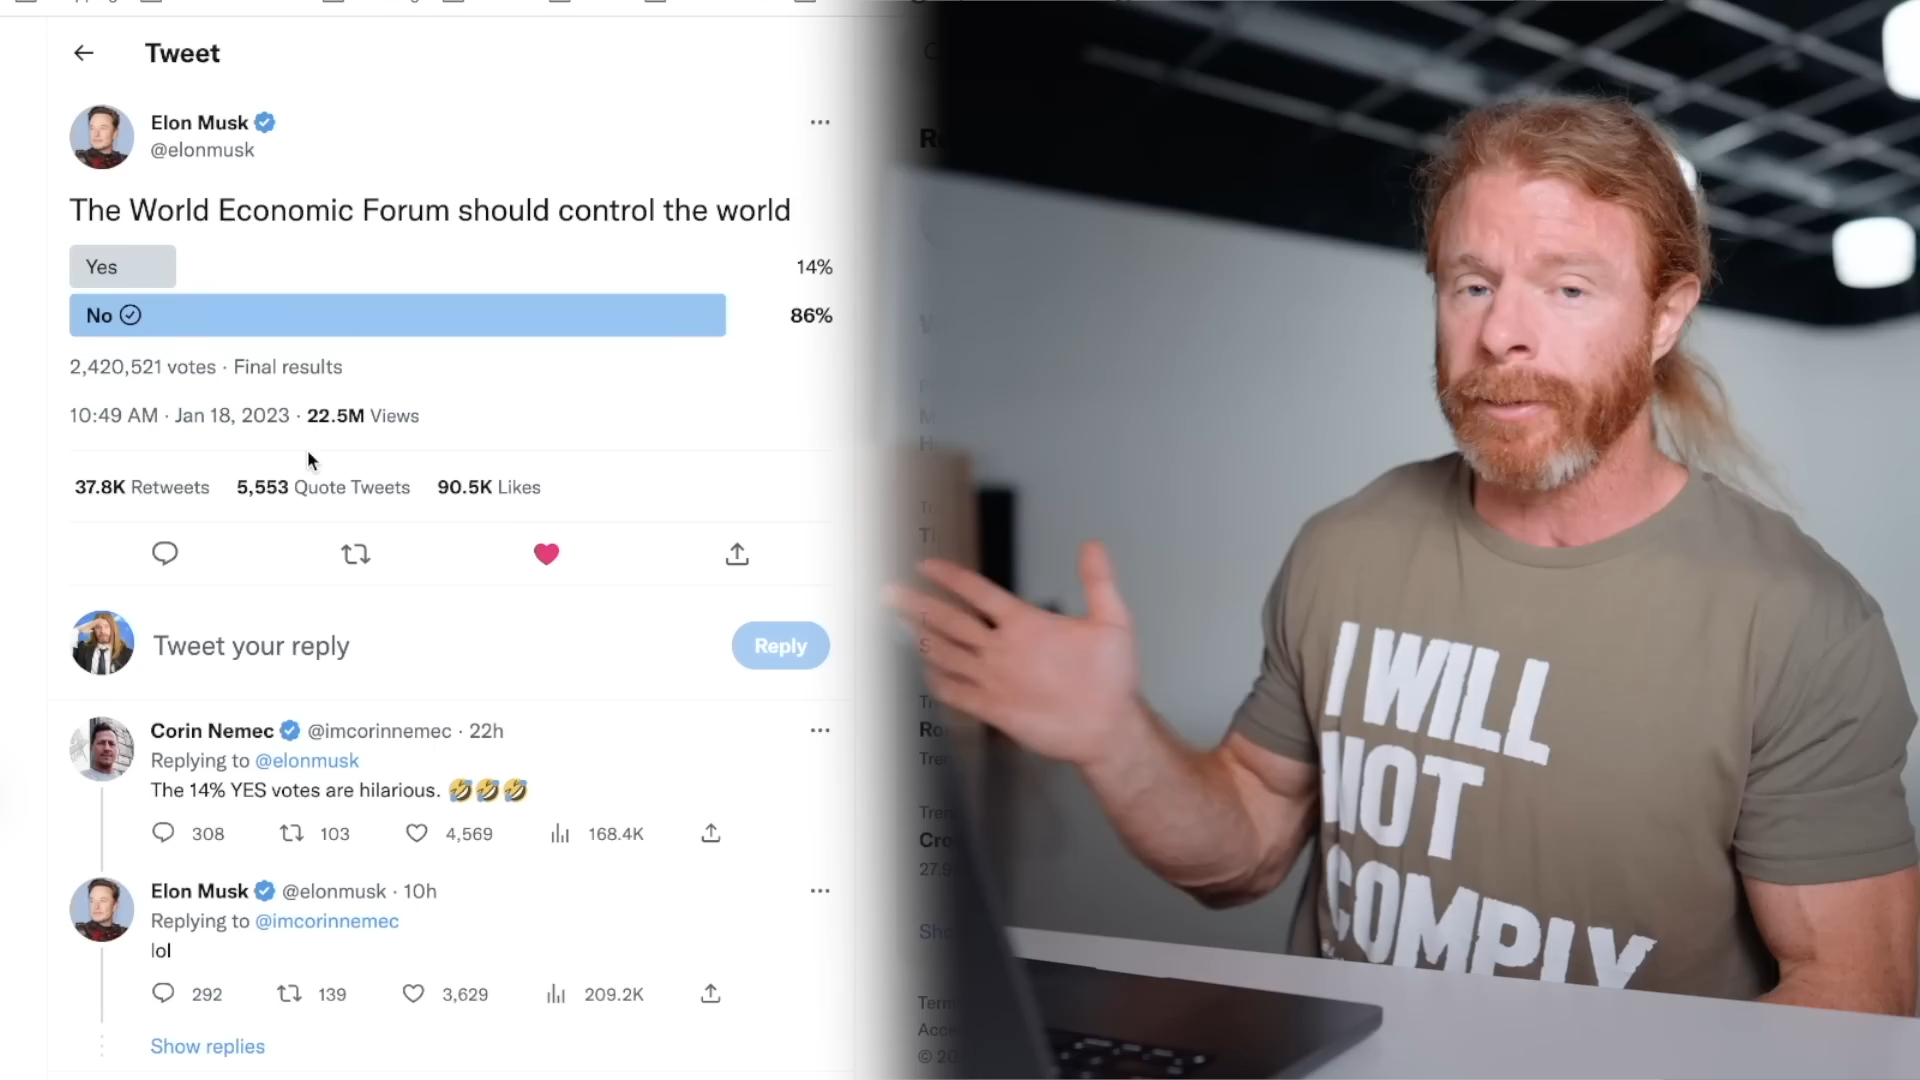 Tweet
Elon Musk
@elonmusk
The World Economic Forum should control the world
Yes 14%
No 86%
2,420,521 votes · Final results
10:49 AM · Jan 18, 2023 · 22.5M Views
37.8K Retweets 5,553 Quote Tweets 90.5K Likes
Tweet your reply
Reply
Corin Nemec @imcorinnemec · 22h
Replying to @elonmusk
The 14% YES votes are hilarious. 🤣🤣🤣
308 103 4,569 168.4K
Elon Musk @elonmusk · 10h
Replying to @imcorinnemec
lol
292 139 3,629 209.2K
Show replies
I WILL
NOT
COMPLY